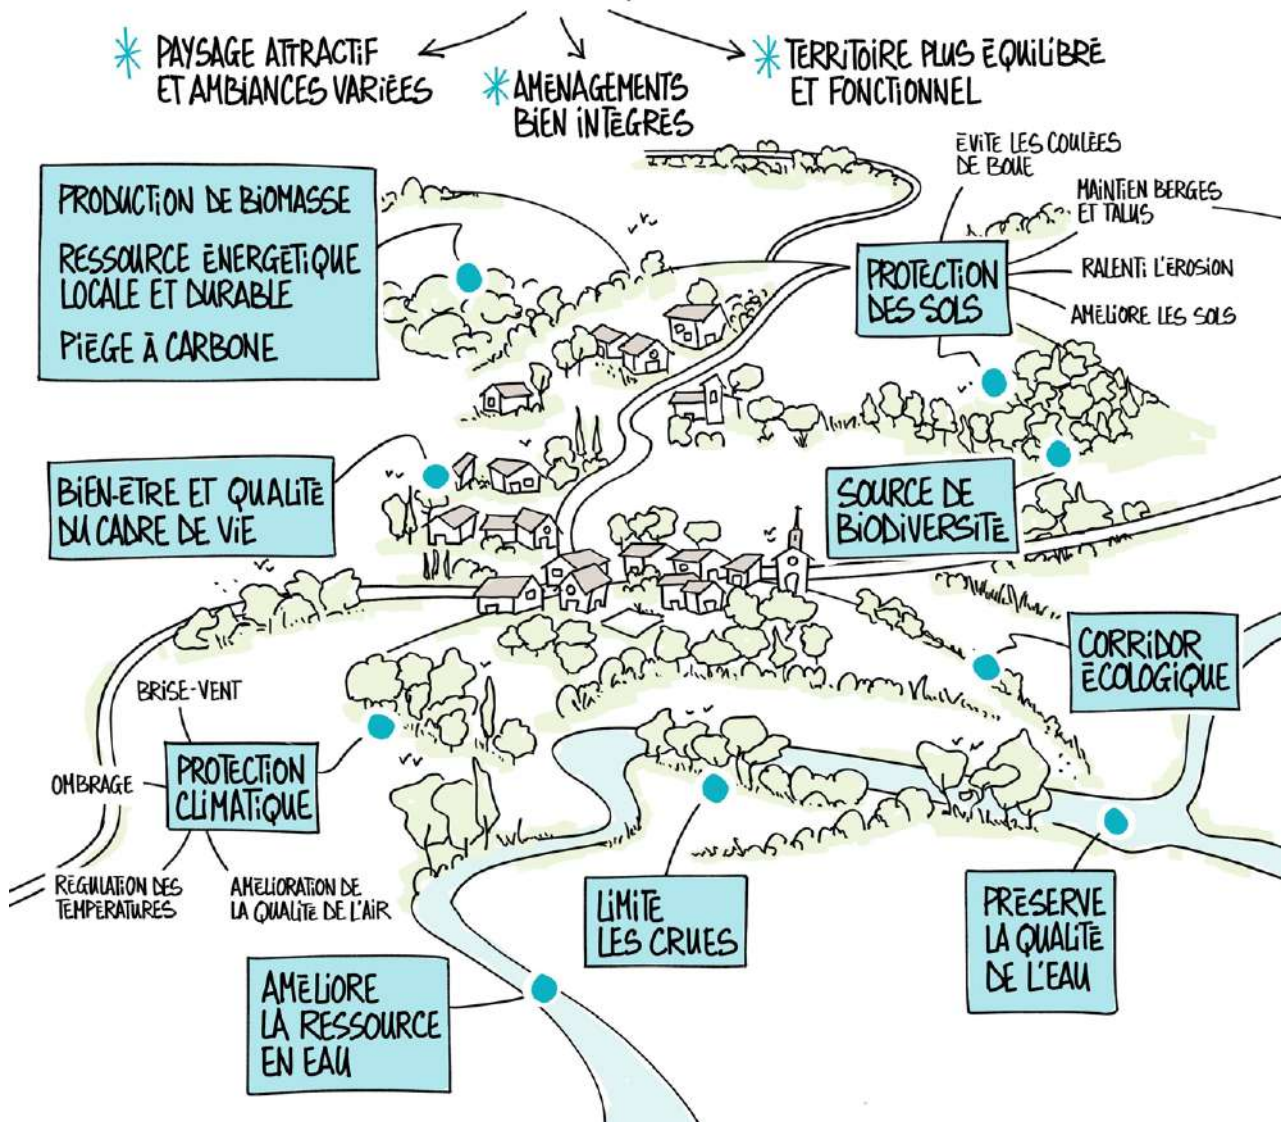 PAYSAGE ATTRACTIF
ET AMBIANCES VARIÉES
AMÉNAGEMENTS
BIEN INTÉGRÉS
TERRITOIRE PLUS ÉQUILIBRÉ
ET FONCTIONNEL
PRODUCTION DE BIOMASSE
RESSOURCE ÉNERGÉTIQUE
LOCALE ET DURABLE
PIÈGE À CARBONE
ÉVITE LES COULÉES
DE BOUE
MAINTIEN BERGES
ET TALUS
PROTECTION
DES SOLS
RALENTI L'ÉROSION
AMÉLIORE LES SOLS
BIEN-ÊTRE ET QUALITÉ
DU CADRE DE VIE
SOURCE DE
BIODIVERSITÉ
CORRIDOR
ÉCOLOGIQUE
BRISE-VENT
OMBRAGE
PROTECTION
CLIMATIQUE
RÉGULATION DES
TEMPÉRATURES
AMÉLIORATION DE
LA QUALITÉ DE L'AIR
LIMITE
LES CRUES
PRÉSERVE
LA QUALITÉ
DE L'EAU
AMÉLIORE
LA RESSOURCE
EN EAU